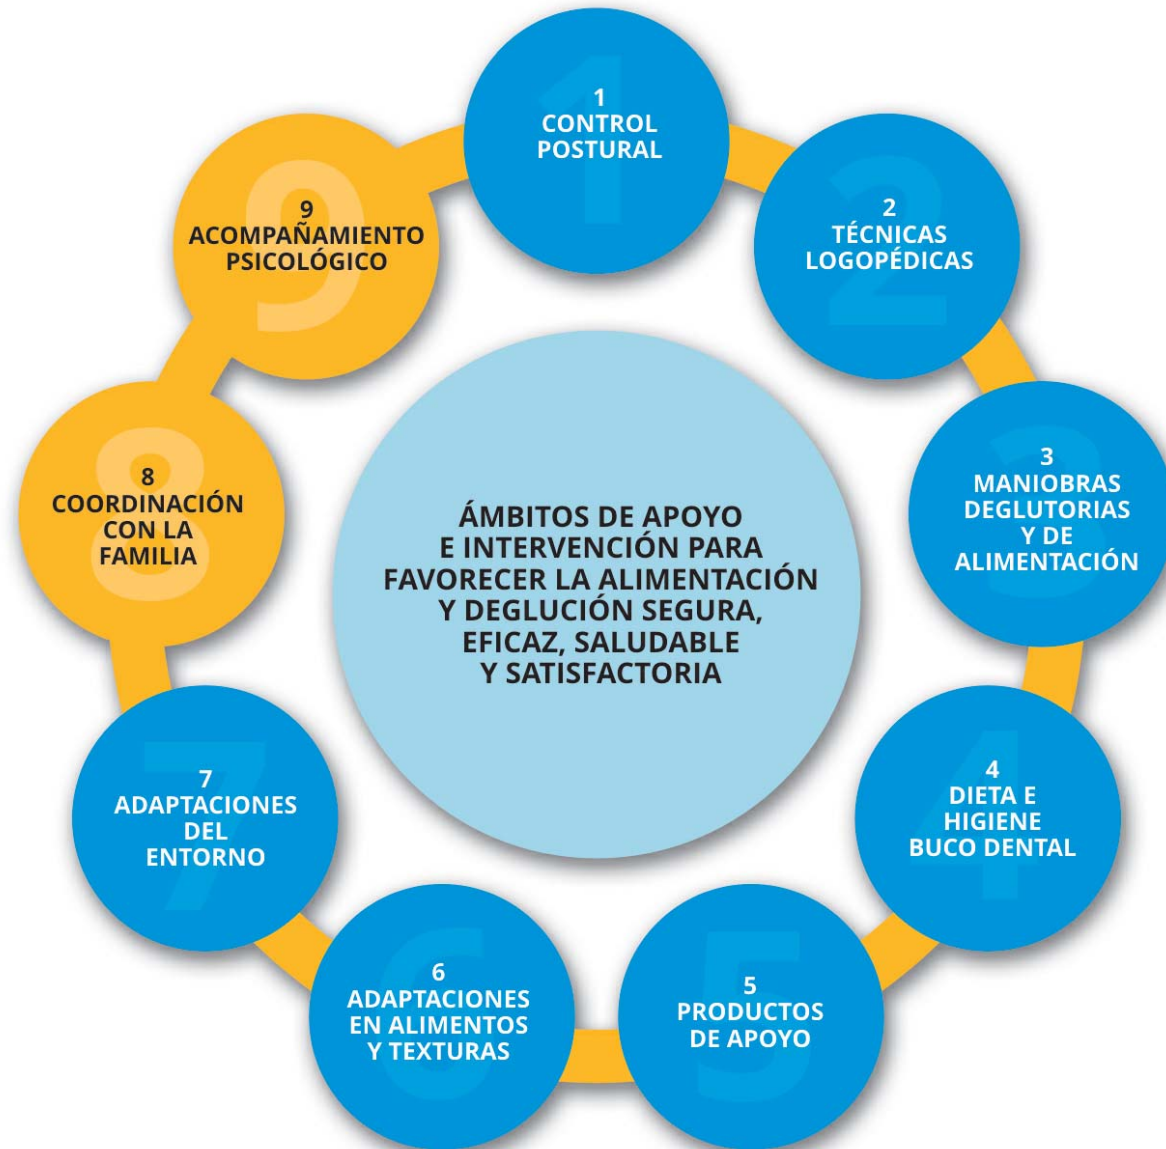 1
CONTROL
POSTURAL
2
TÉCNICAS
LOGOPÉDICAS
3
MANIOBRAS
DEGLUTORIAS
Y DE
ALIMENTACIÓN
4
DIETA E
HIGIENE
BUCO DENTAL
5
PRODUCTOS
DE APOYO
6
ADAPTACIONES
EN ALIMENTOS
Y TEXTURAS
7
ADAPTACIONES
DEL
ENTORNO
8
COORDINACIÓN
CON LA
FAMILIA
9
ACOMPAÑAMIENTO
PSICOLÓGICO
ÁMBITOS DE APOYO
E INTERVENCIÓN PARA
FAVORECER LA ALIMENTACIÓN
Y DEGLUCIÓN SEGURA,
EFICAZ, SALUDABLE
Y SATISFACTORIA